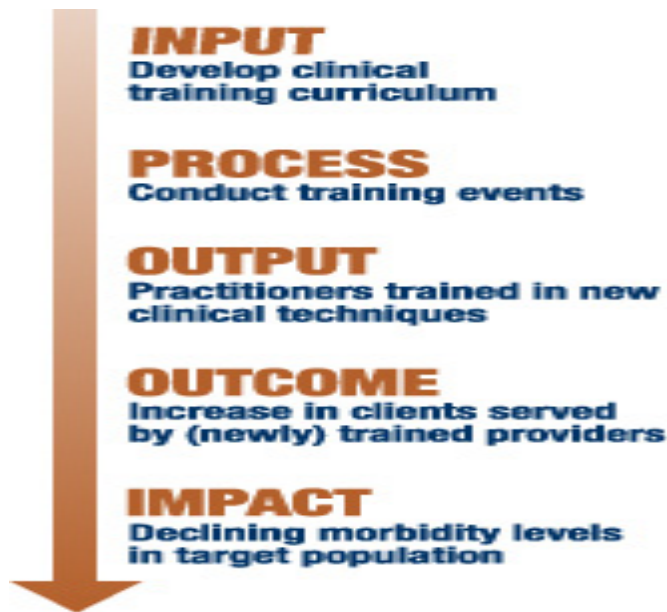 INPUT
Develop clinical
training curriculum
PROCESS
Conduct training events
OUTPUT
Practitioners trained in new
clinical techniques
OUTCOME
Increase in clients served
by (newly) trained providers
IMPACT
Declining morbidity levels
in target population